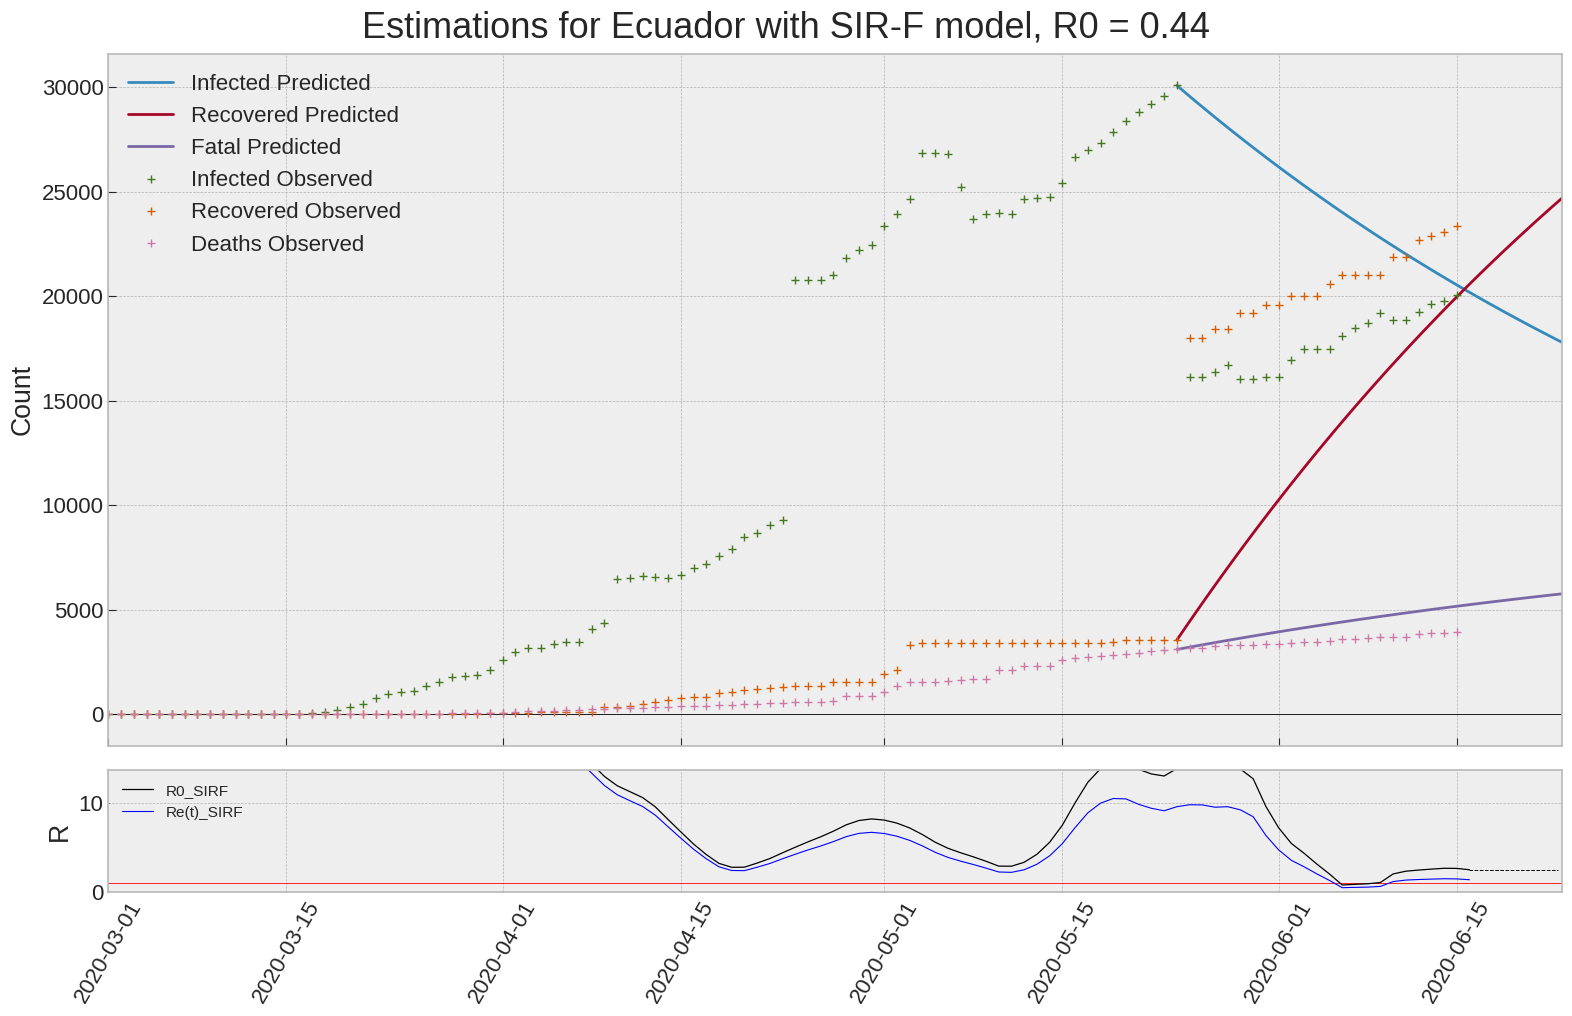 Estimations for Ecuador with SIR-F model, R0 = 0.44
Infected Predicted
Recovered Predicted
Fatal Predicted
Infected Observed
Recovered Observed
Deaths Observed
30000
25000
20000
15000
10000
5000
0
Count
R0_SIRF
Re(t)_SIRF
10
0
R
2020-03-01
2020-03-15
2020-04-01
2020-04-15
2020-05-01
2020-05-15
2020-06-01
2020-06-15